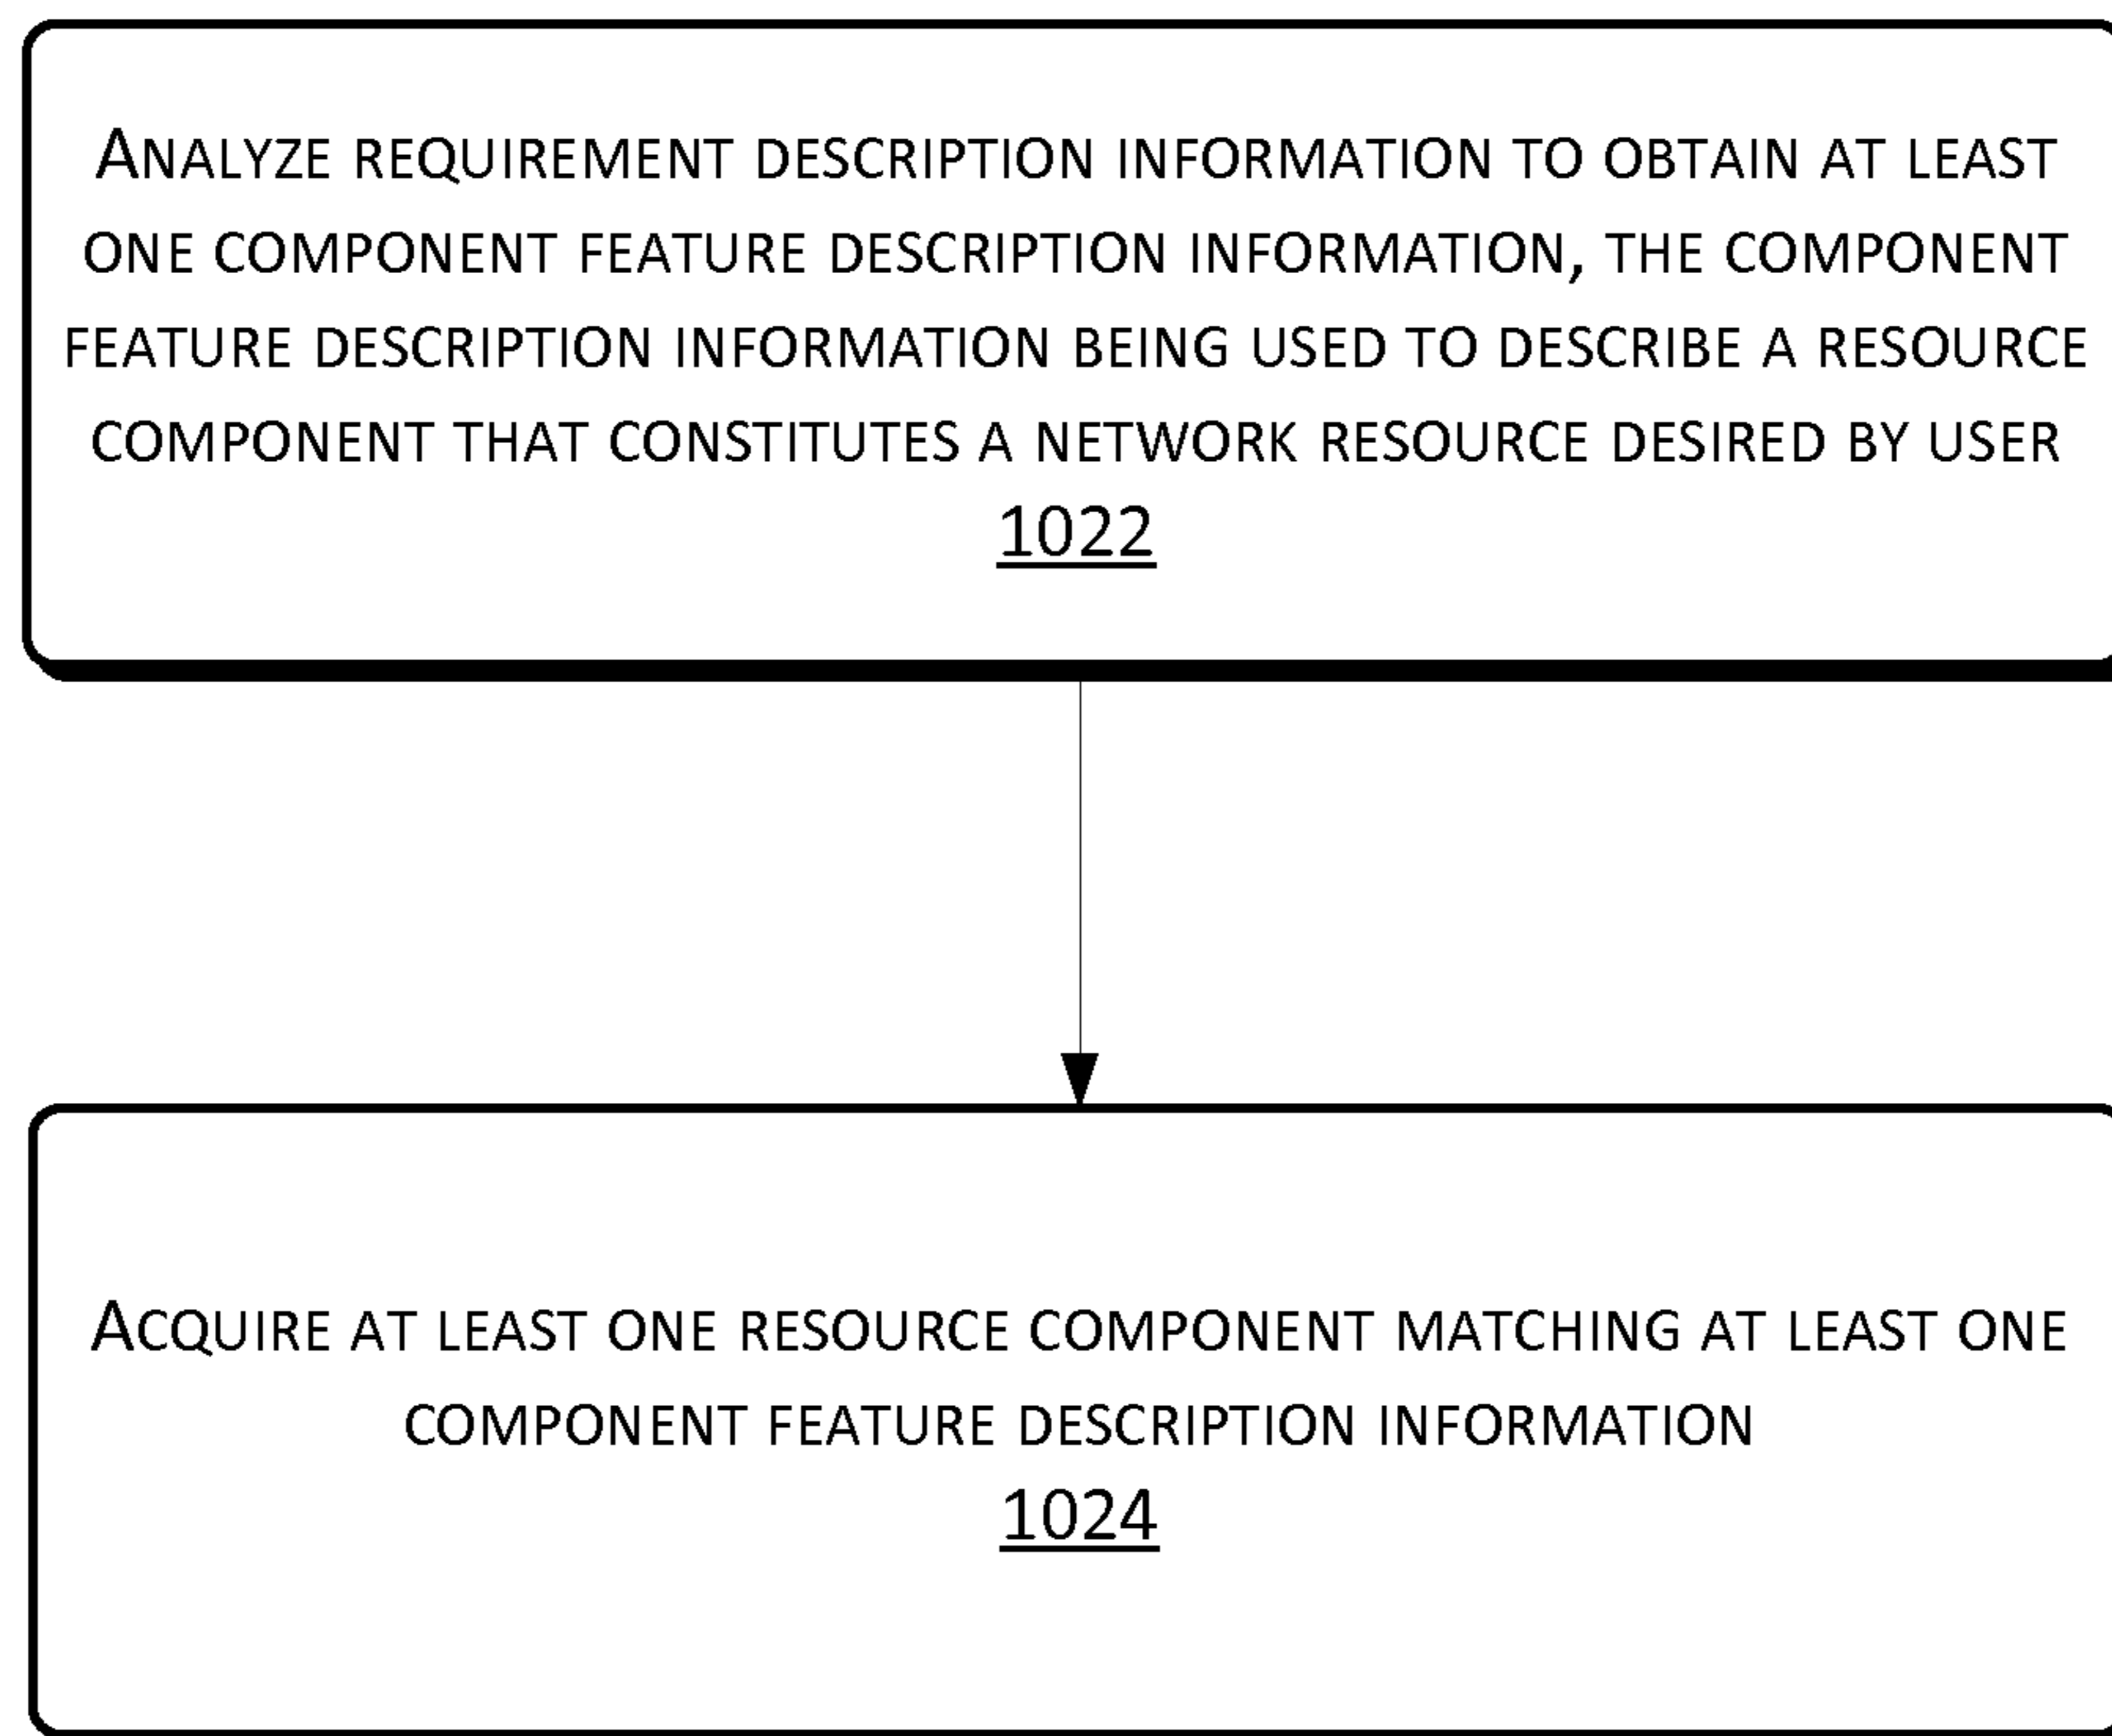 ANALYZE REQUIREMENT DESCRIPTION INFORMATION TO OBTAIN AT LEAST
ONE COMPONENT FEATURE DESCRIPTION INFORMATION, THE COMPONENT
FEATURE DESCRIPTION INFORMATION BEING USED TO DESCRIBE A RESOURCE
COMPONENT THAT CONSTITUTES A NETWORK RESOURCE DESIRED BY USER
1022
ACQUIRE AT LEAST ONE RESOURCE COMPONENT MATCHING AT LEAST ONE
COMPONENT FEATURE DESCRIPTION INFORMATION
1024